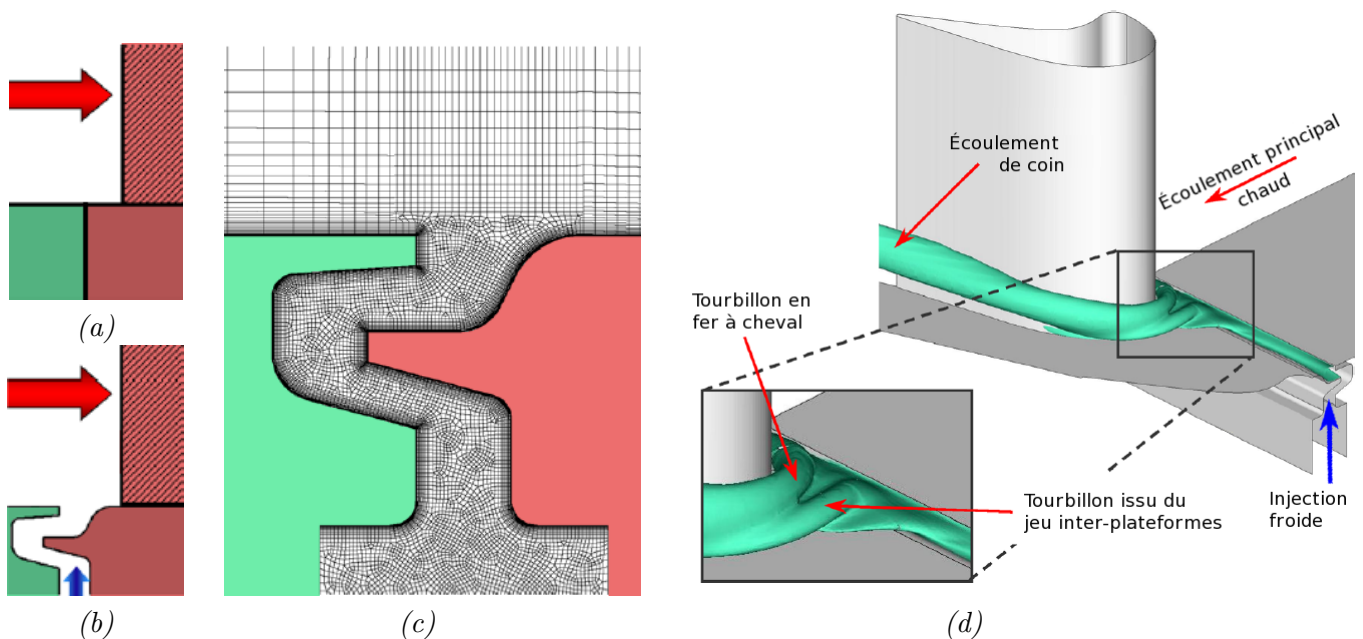 (a)
(b)
(c)
Écoulement
de coin
Écoulement principal
chaud
Tourbillon en
fer à cheval
Tourbillon issu du
jeu inter-plateformes
Injection
froide
(d)